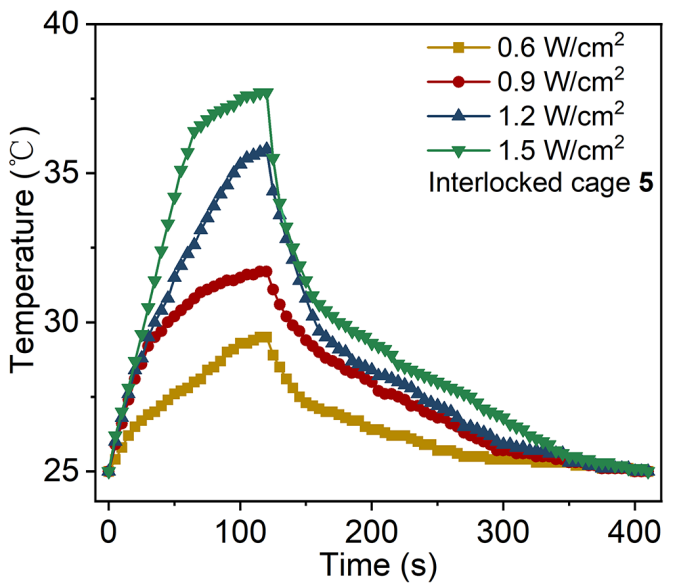 40
35
30
25
Temperature (℃)
0.6 W/cm²
0.9 W/cm²
1.2 W/cm²
1.5 W/cm²
Interlocked cage 5
0 100 200 300 400
Time (s)